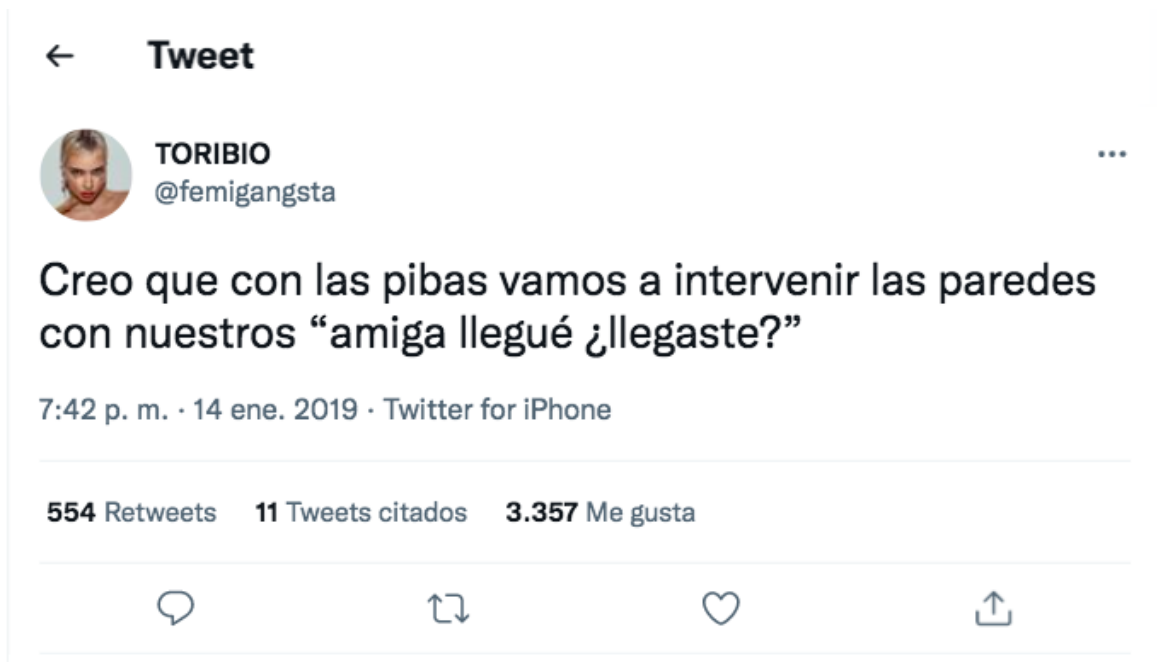 Tweet
TORIBIO
@femigangsta
Creo que con las pibas vamos a intervenir las paredes
con nuestros “amiga llegué ¿llegaste?”
7:42 p. m. · 14 ene. 2019 · Twitter for iPhone
554 Retweets 11 Tweets citados 3.357 Me gusta